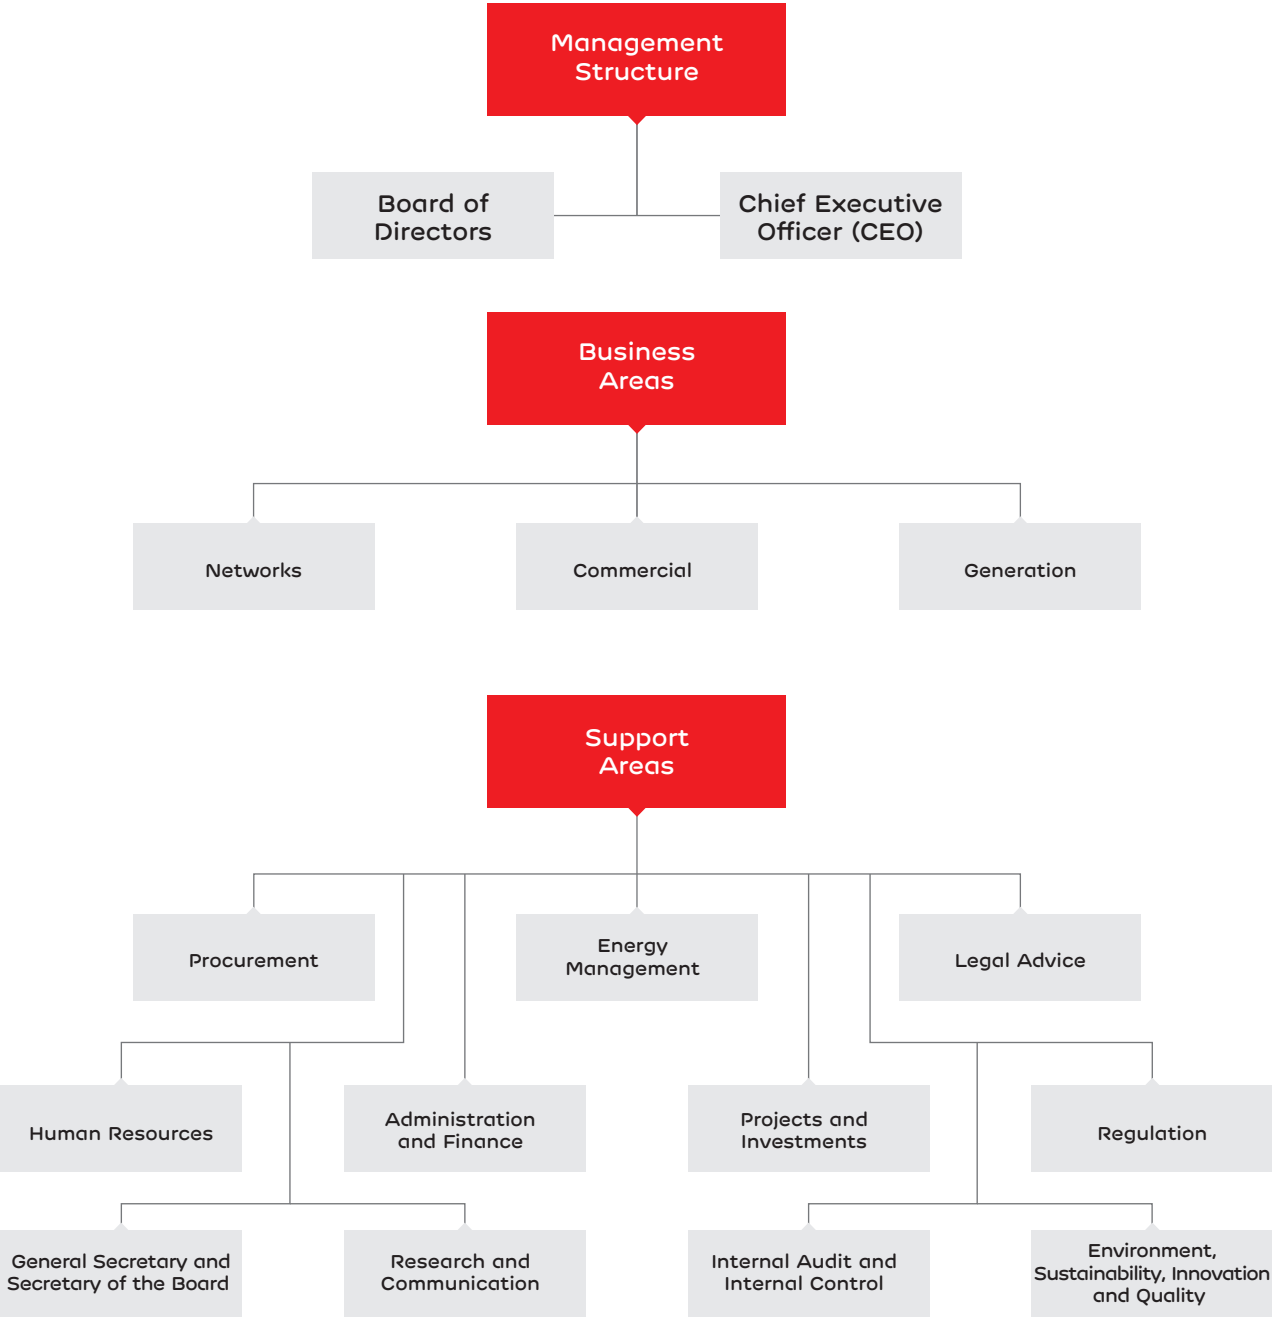 Management
Structure
Board of
Directors
Chief Executive
Officer (CEO)
Business
Areas
Networks
Commercial
Generation
Support
Areas
Procurement
Energy
Management
Legal Advice
Human Resources
Administration
and Finance
Projects and
Investments
Regulation
General Secretary and
Secretary of the Board
Research and
Communication
Internal Audit and
Internal Control
Environment,
Sustainability, Innovation
and Quality